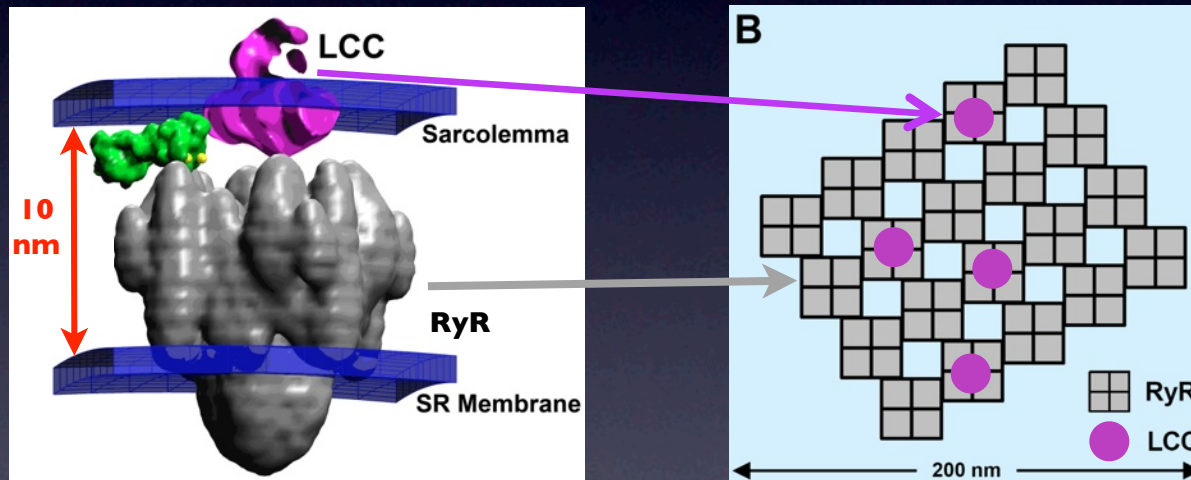 LCC
Sarcolemma
10
nm
RyR
SR Membrane
B
RyR
LCC
200 nm